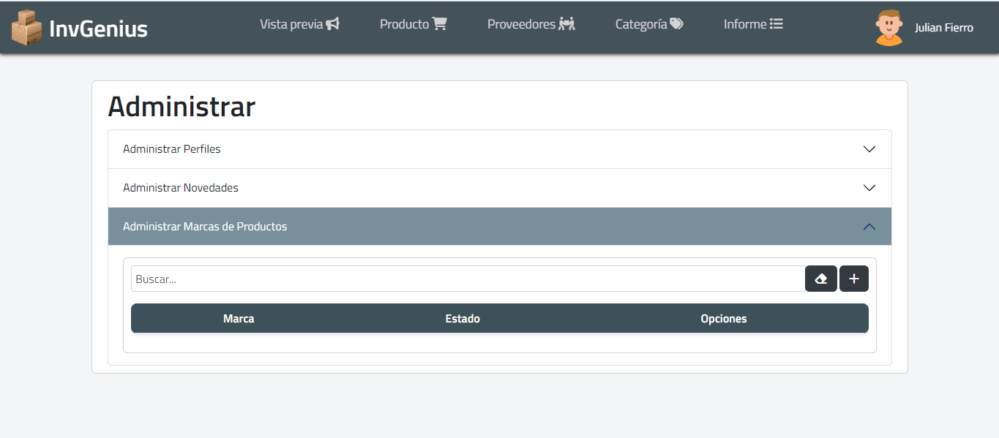 InvGenius
Vista previa
Producto
Proveedores
Categoría
Informe
Julian Fierro
Administrar
Administrar Perfiles
Administrar Novedades
Administrar Marcas de Productos
Buscar...
Marca Estado Opciones